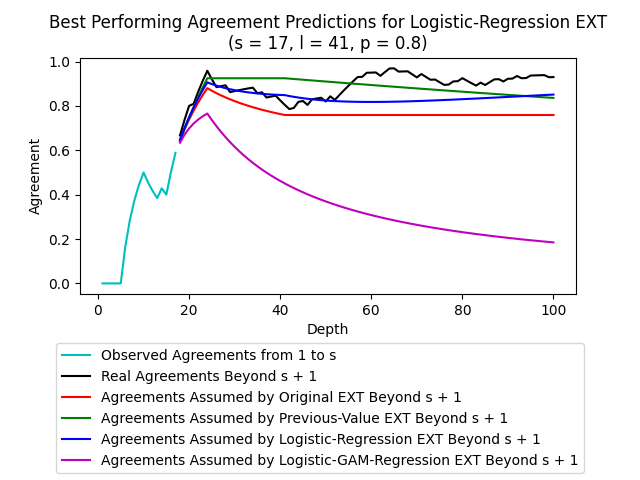 Best Performing Agreement Predictions for Logistic-Regression EXT
(s = 17, l = 41, p = 0.8)
1.0
0.8
0.6
0.4
0.2
0.0
Agreement
0 20 40 60 80 100
Depth
Observed Agreements from 1 to s
Real Agreements Beyond s + 1
Agreements Assumed by Original EXT Beyond s + 1
Agreements Assumed by Previous-Value EXT Beyond s + 1
Agreements Assumed by Logistic-Regression EXT Beyond s + 1
Agreements Assumed by Logistic-GAM-Regression EXT Beyond s + 1